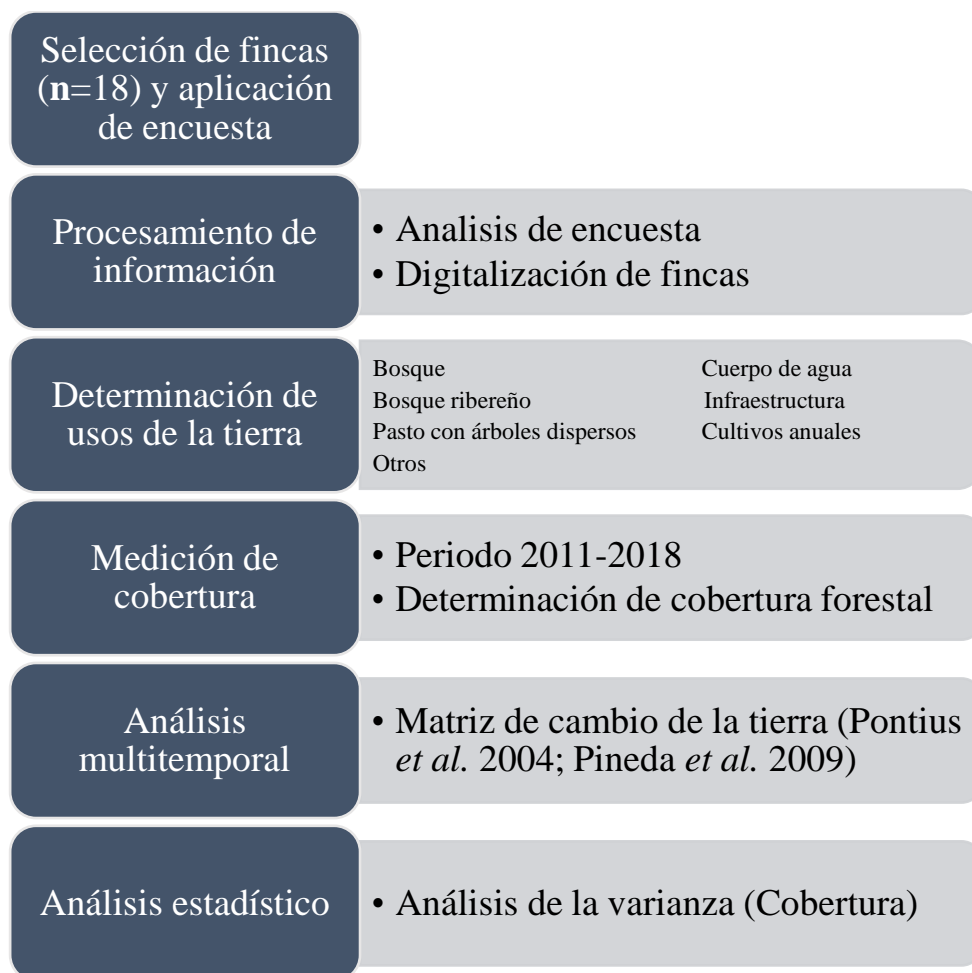 Selección de fincas
(n=18) y aplicación
de encuesta
Procesamiento de
información
• Analisis de encuesta
• Digitalización de fincas
Determinación de
usos de la tierra
Bosque
Bosque ribereño
Pasto con árboles dispersos
Otros
Cuerpo de agua
Infraestructura
Cultivos anuales
Medición de
cobertura
• Periodo 2011-2018
• Determinación de cobertura forestal
Análisis
multitemporal
• Matriz de cambio de la tierra (Pontius
et al. 2004; Pineda et al. 2009)
Análisis estadístico
• Análisis de la varianza (Cobertura)